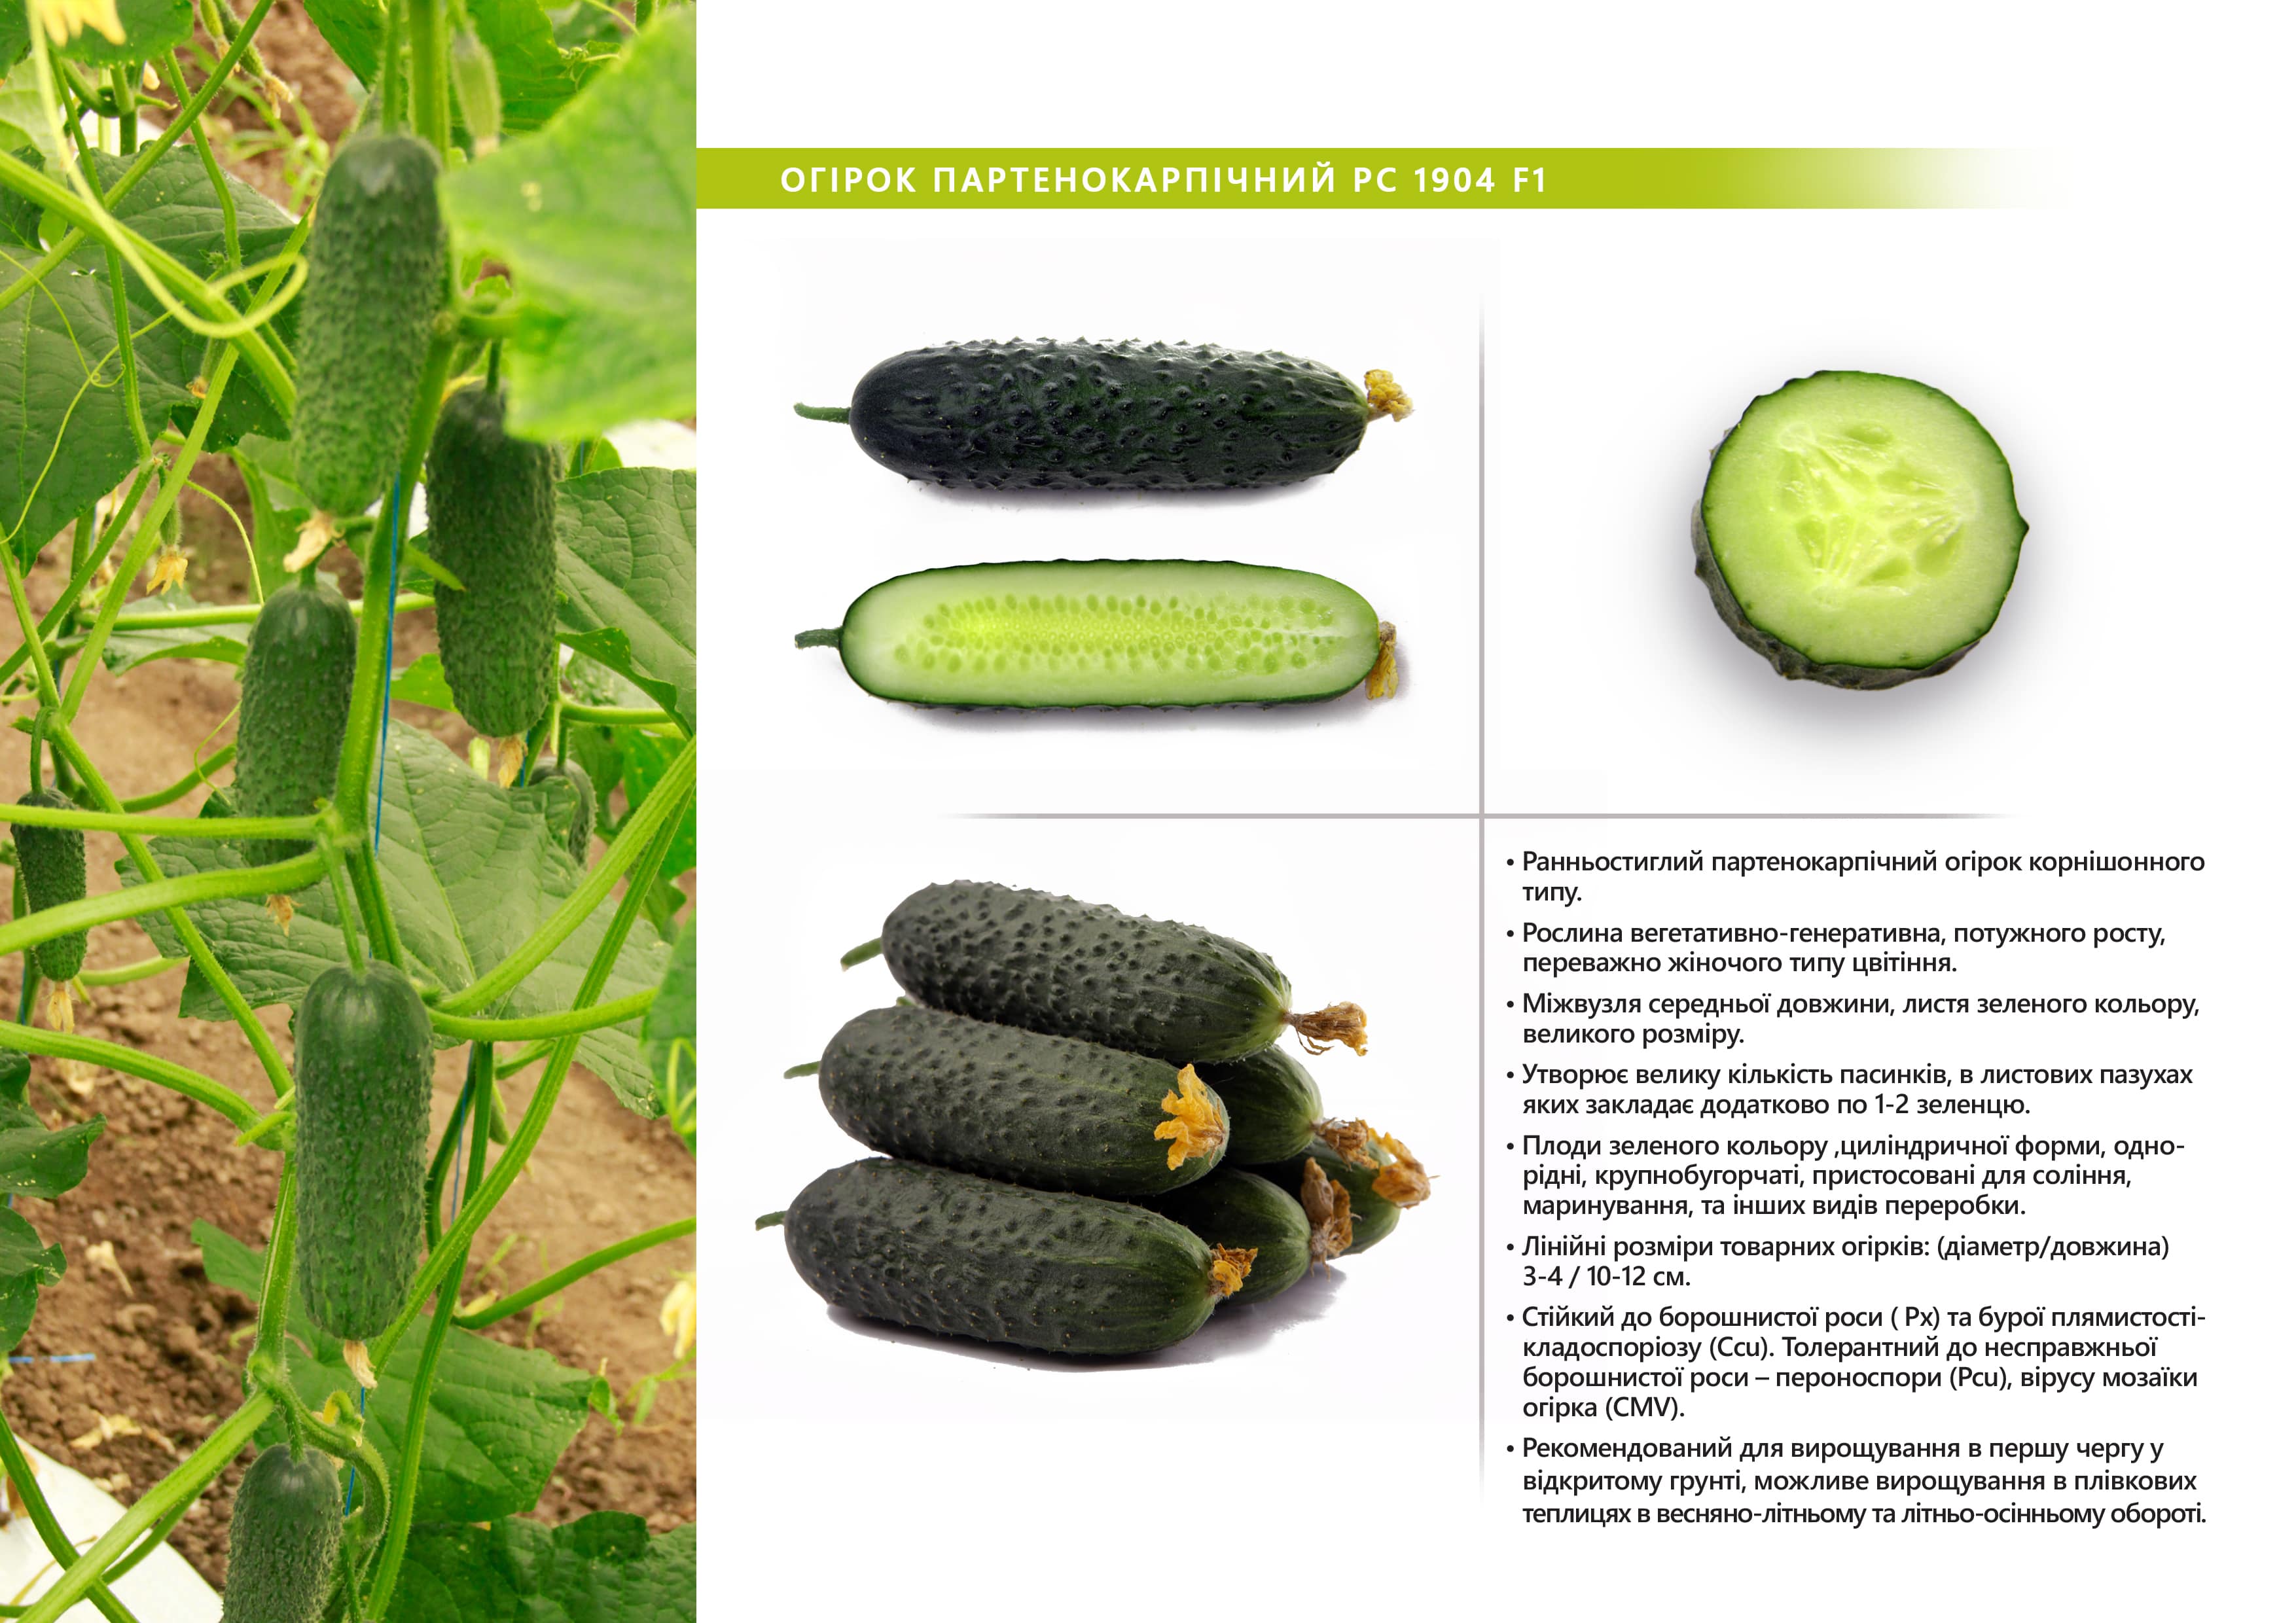 ОГІРОК ПАРТЕНОКАРПІЧНИЙ РС 1904 F1
• Ранньостиглий партенокарпічний огірок корнішонного
типу.
• Рослина вегетативно-генеративна, потужного росту,
переважно жіночого типу цвітіння.
• Міжвузля середньої довжини, листя зеленого кольору,
великого розміру.
• Утворює велику кількість пасинків, в листових пазухах
яких закладає додатково по 1-2 зеленцю.
• Плоди зеленого кольору ,циліндричної форми, одно-
рідні, крупнобугорчаті, пристосовані для соління,
маринування, та інших видів переробки.
• Лінійні розміри товарних огірків: (діаметр/довжина)
3-4 / 10-12 см.
• Стійкий до борошнистої роси ( Px) та бурої плямистості-
кладоспоріозу (Ccu). Толерантний до несправжньої
борошнистої роси – пероноспори (Pcu), вірусу мозаїки
огірка (CMV).
• Рекомендований для вирощування в першу чергу у
відкритому грунті, можливе вирощування в плівкових
теплицях в весняно-літньому та літньо-осінньому обороті.